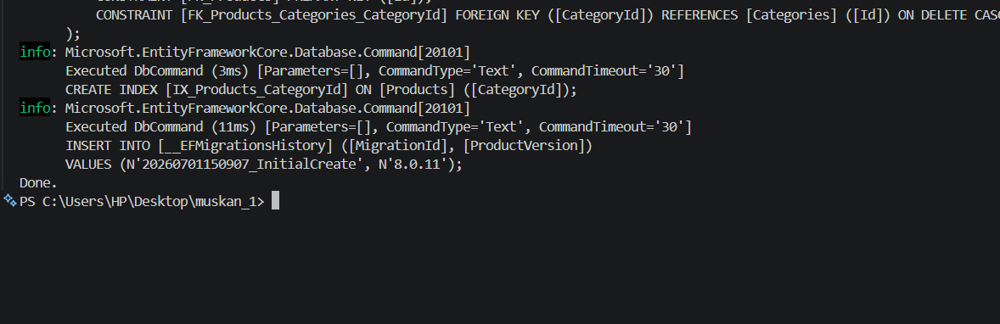 CONSTRAINT [FK_Products_Categories_CategoryId] FOREIGN KEY ([CategoryId]) REFERENCES [Categories] ([Id]) ON DELETE CASC
);
info: Microsoft.EntityFrameworkCore.Database.Command[20101]
Executed DbCommand (3ms) [Parameters=[], CommandType='Text', CommandTimeout='30']
CREATE INDEX [IX_Products_CategoryId] ON [Products] ([CategoryId]);
info: Microsoft.EntityFrameworkCore.Database.Command[20101]
Executed DbCommand (11ms) [Parameters=[], CommandType='Text', CommandTimeout='30']
INSERT INTO [__EFMigrationsHistory] ([MigrationId], [ProductVersion])
VALUES (N'20260701150907_InitialCreate', N'8.0.11');
Done.
PS C:\Users\HP\Desktop\muskan_1>